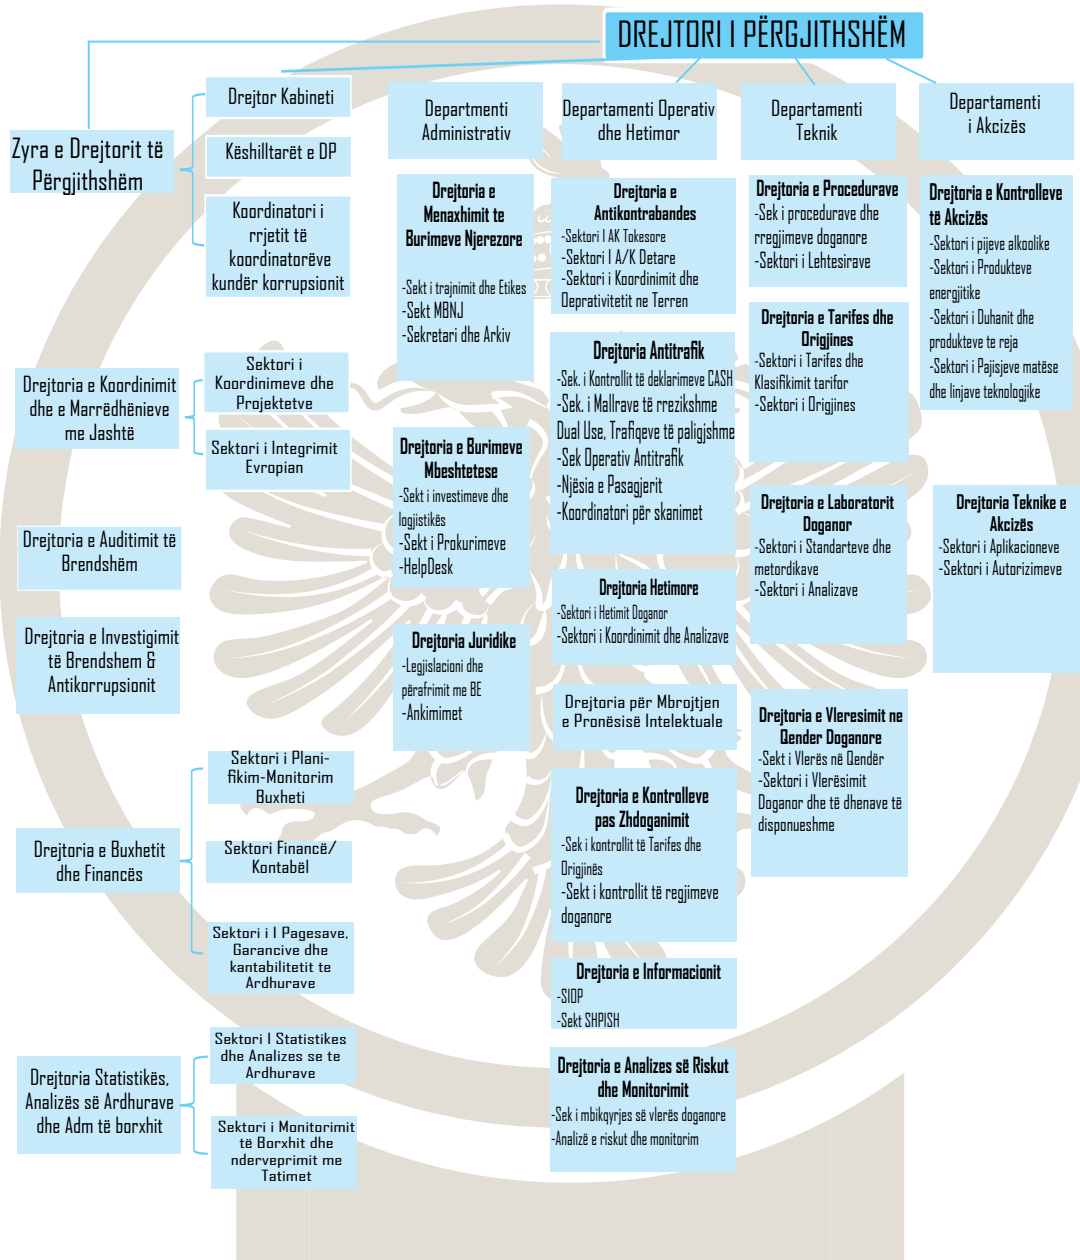 DREJTORI I PËRGJITHSHËM
Zyra e Drejtorit të
Përgjithshëm
Drejtor Kabineti
Këshilltarët e DP
Koordinatori i
rrjetit të
koordinatorëve
kundër korrupsionit
Drejtoria e Koordinimit
dhe e Marrëdhënieve
me Jashtë
Sektori i
Koordinimeve dhe
Projektetve
Sektori i Integrimit
Evropian
Drejtoria e Auditimit të
Brendshëm
Drejtoria e Investigimit
të Brendshem &
Antikorrupsionit
Drejtoria e Buxhetit
dhe Financës
Sektori i Plani-
fikim-Monitorim
Buxheti
Sektori Financë/
Kontabël
Sektori i I Pagesave,
Garancive dhe
kantabilitetit te
Ardhurave
Drejtoria Statistikës,
Analizës së Ardhurave
dhe Adm të borxhit
Sektori I Statistikes
dhe Analizes se te
Ardhurave
Sektori i Monitorimit
të Borxhit dhe
nderveprimit me
Tatimet
Departmenti
Administrativ
Drejtoria e
Menaxhimit te
Burimeve Njerezore
-Sekt i trajnimit dhe Etikes
-Sekt MBNJ
-Sekretari dhe Arkiv
Drejtoria e Burimeve
Mbeshtetese
-Sekt i investimeve dhe
logjistikës
-Sekt i Prokurimeve
-HelpDesk
Drejtoria Juridike
-Legjislacioni dhe
përafrimit me BE
-Ankimimet
Departamenti Operativ
dhe Hetimor
Drejtoria e
Antikontrabandes
-Sektori I AK Tokesore
-Sektori I A/K Detare
-Sektori i Koordinimit dhe
Oeprativitetit ne Terren
Drejtoria Antitrafik
-Sek. i Kontrollit të deklarimeve CASH
-Sek. i Mallrave të rrezikshme
Dual Use, Trafiqeve të paligjshme
-Sek Operativ Antitrafik
-Njësia e Pasagjerit
-Koordinatori për skanimet
Drejtoria Hetimore
-Sektori i Hetimit Doganor
-Sektori i Koordinimit dhe Analizave
Drejtoria për Mbrojtjen
e Pronësisë Intelektuale
Drejtoria e Kontrolleve
pas Zhdoganimit
-Sek i kontrollit të Tarifes dhe
Origjinës
-Sekt i kontrollit të regjimeve
doganore
Drejtoria e Informacionit
-SIOP
-Sekt SHPISH
Drejtoria e Analizes së Riskut
dhe Monitorimit
-Sek i mbikqyrjes së vlerës doganore
-Analizë e riskut dhe monitorim
Departamenti
Teknik
Drejtoria e Procedurave
-Sek i procedurave dhe
rregjimeve doganore
-Sektori i Lehtesirave
Drejtoria e Tarifes dhe
Origjines
-Sektori i Tarifes dhe
Klasifikimit tarifor
-Sektori i Origjines
Drejtoria e Laboratorit
Doganor
-Sektori i Standarteve dhe
metordikave
-Sektori i Analizave
Drejtoria e Vleresimit ne
Qender Doganore
-Sekt i Vlerës në Qendër
-Sektori i Vlerësimit
Doganor dhe të dhenave të
disponueshme
Departamenti
i Akcizës
Drejtoria e Kontrolleve
të Akcizës
-Sektori i pijeve alkoolike
-Sektori i Produkteve
energjitike
-Sektori i Duhanit dhe
produkteve te reja
-Sektori i Pajisjeve matëse
dhe linjave teknologjike
Drejtoria Teknike e
Akcizës
-Sektori i Aplikacioneve
-Sektori i Autorizimeve